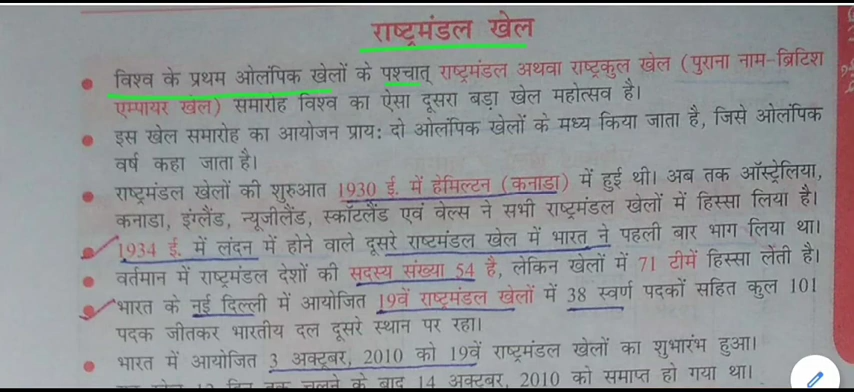 राष्ट्रमंडल खेल
विश्व के प्रथम ओलंपिक खेलों के पश्चात् राष्ट्रमंडल अथवा राष्ट्रकुल खेल (पुराना नाम-ब्रिटिश
एम्पायर खेल) समारोह विश्व का ऐसा दूसरा बड़ा खेल महोत्सव है।
इस खेल समारोह का आयोजन प्राय: दो ओलंपिक खेलों के मध्य किया जाता है, जिसे ओलंपिक
वर्ष कहा जाता है।
राष्ट्रमंडल खेलों की शुरुआत 1930 ई. में हेमिल्टन (कनाडा) में हुई थी। अब तक ऑस्ट्रेलिया,
कनाडा, इंग्लैंड, न्यूजीलैंड, स्कॉटलैंड एवं वेल्स ने सभी राष्ट्रमंडल खेलों में हिस्सा लिया है।
1934 ई. में लंदन में होने वाले दूसरे राष्टमंडल खेल में भारत ने पहली बार भाग लिया था।
वर्तमान में राष्ट्रमंडल देशों की सदस्य संख्या 54 है, लेकिन खेलों में 71 टीमें हिस्सा लेती है।
भारत के नई दिल्ली में आयोजित 19वें राष्ट्रमंडल खेलों में 38 स्वर्ण पदकों सहित कुल 101
पदक जीतकर भारतीय दल दूसरे स्थान पर रहा।
भारत में आयोजित 3 अक्टूबर, 2010 को 19वें राष्ट्रमंडल खेलों का शुभारंभ हुआ।
12 दिन तक चलने के बाद 14 अक्टूबर, 2010 को समाप्त हो गया था।